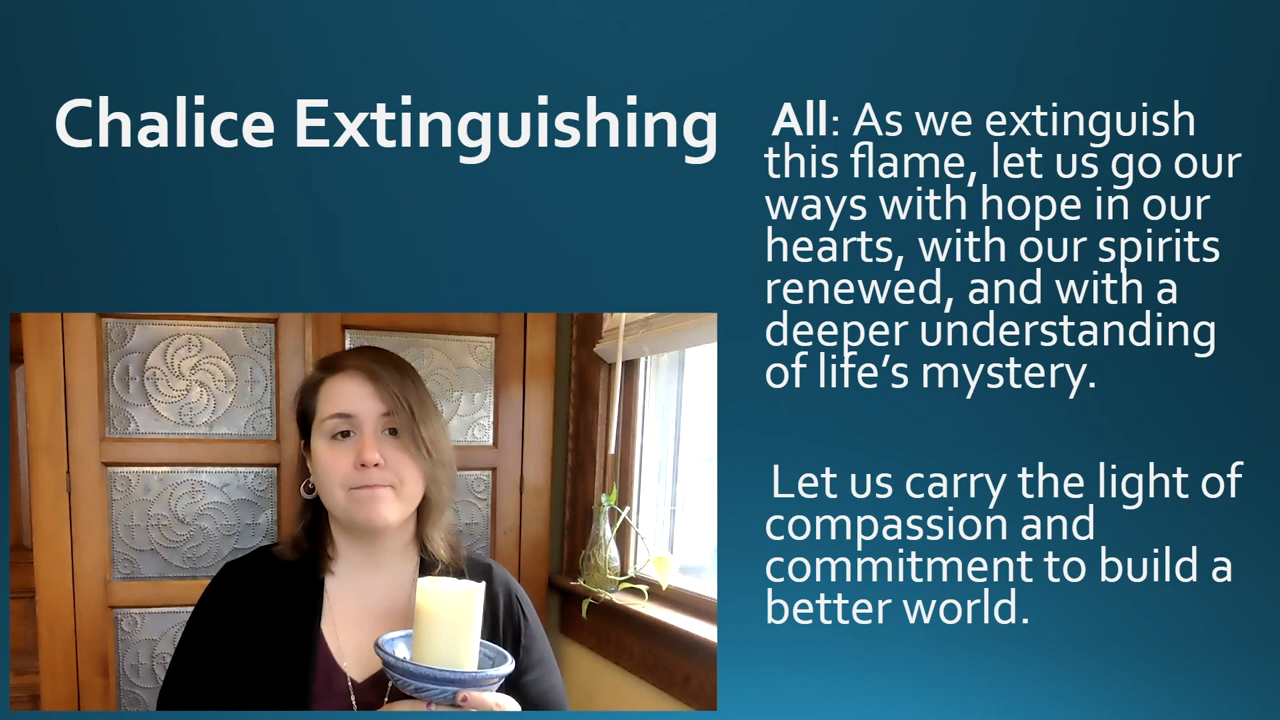 Chalice Extinguishing
All: As we extinguish
this flame, let us go our
ways with hope in our
hearts, with our spirits
renewed, and with a
deeper understanding
of life’s mystery.
Let us carry the light of
compassion and
commitment to build a
better world.